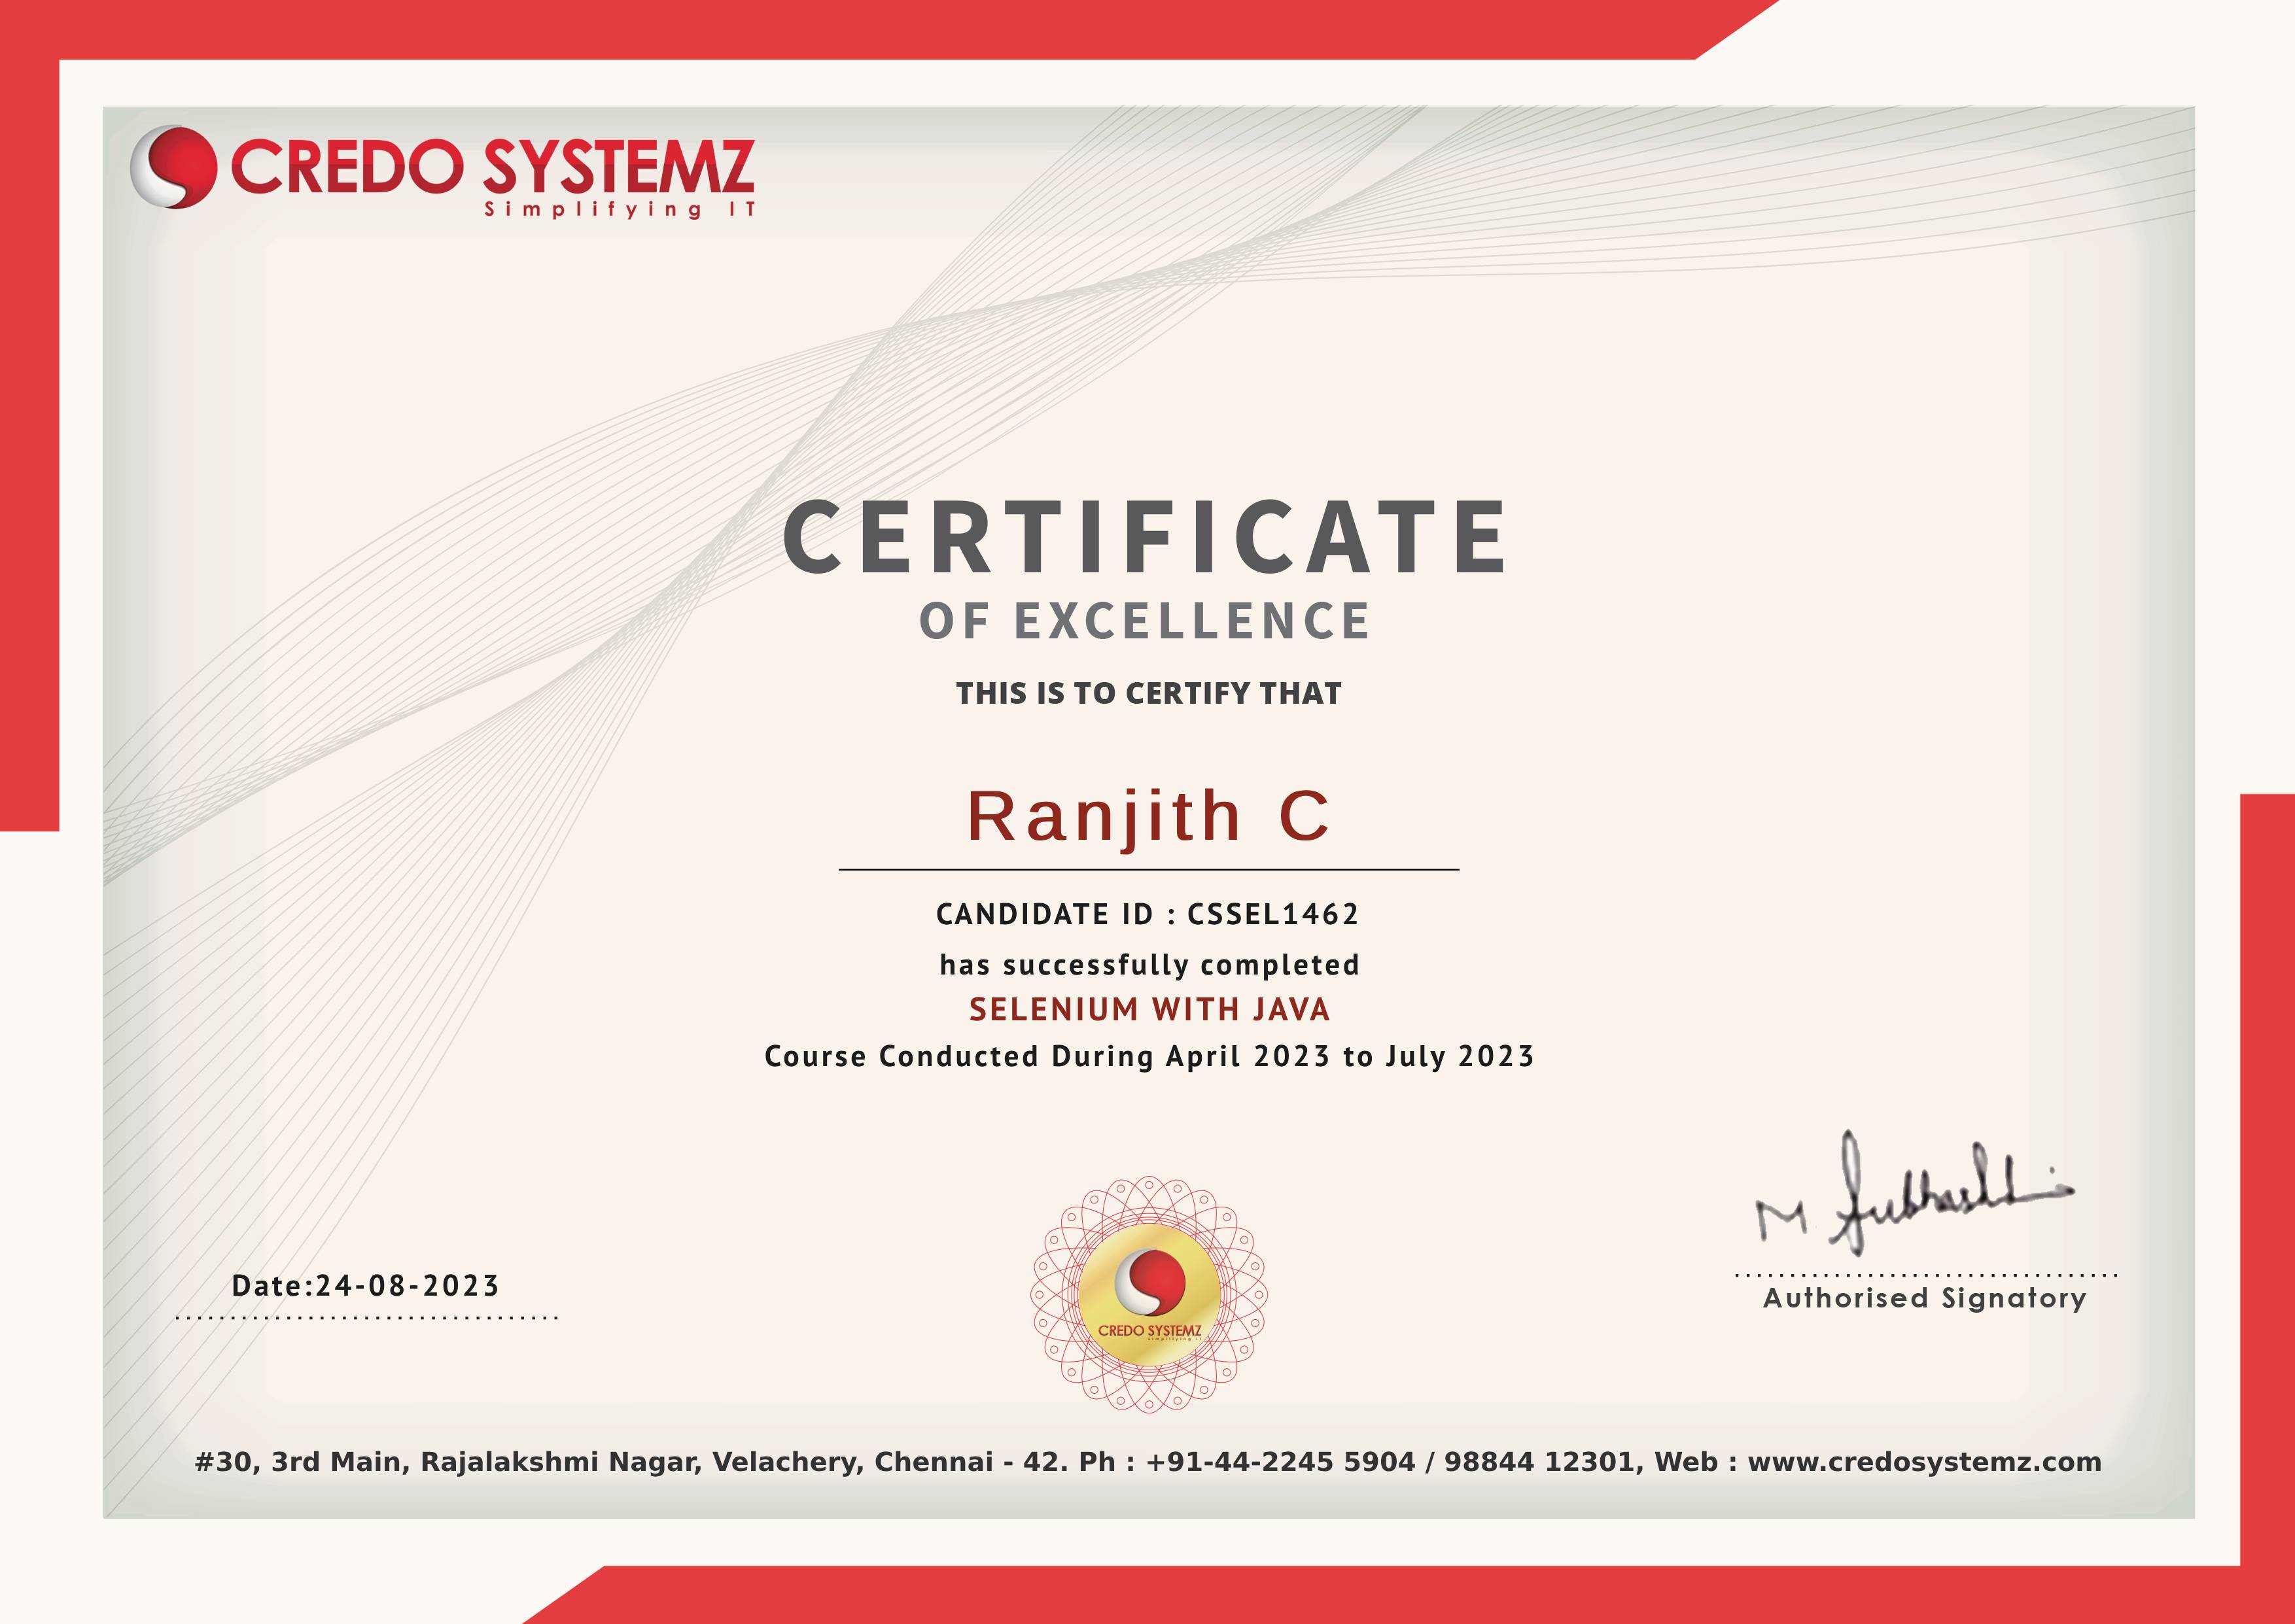 CREDO SYSTEMZ
Simplifying IT
CERTIFICATE
OF EXCELLENCE
THIS IS TO CERTIFY THAT
Ranjith C
CANDIDATE ID : CSSEL1462
has successfully completed
SELENIUM WITH JAVA
Course Conducted During April 2023 to July 2023
Date:24-08-2023
CREDO SYSTEMZ
Simplifying IT
Authorised Signatory
#30, 3rd Main, Rajalakshmi Nagar, Velachery, Chennai - 42. Ph : +91-44-2245 5904 / 98844 12301, Web : www.credosystemz.com